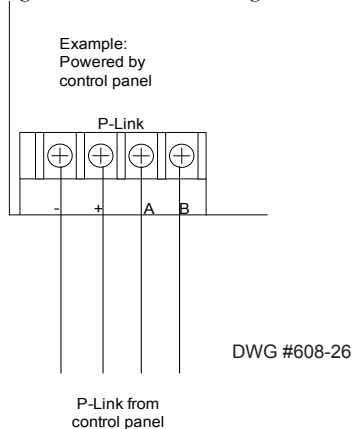 Example:
Powered by
control panel
P-Link
- + A B
DWG #608-26
P-Link from
control panel